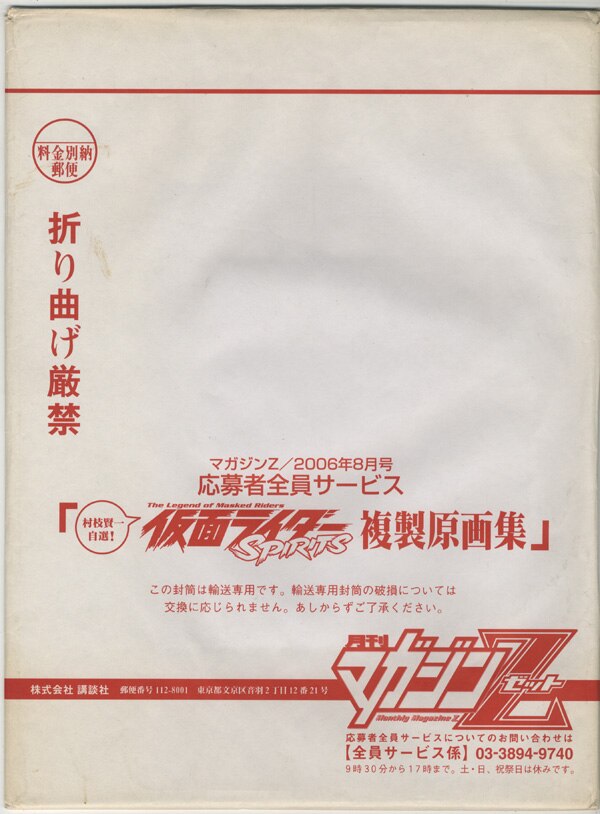 料金別納
郵便
折り曲げ厳禁
マガジンZ／2006年8月号
応募者全員サービス
The Legend of Masked Riders
「村枝賢一自選！仮面ライダーSPIRITS 複製原画集」
この封筒は輸送専用です。輸送専用封筒の破損については
交換に応じられません。あしからずご了承ください。
月刊
マガジンZ
ゼット
Monthly Magazine Z
株式会社 講談社 郵便番号112-8001 東京都文京区音羽2丁目12番21号
応募者全員サービスについてのお問い合わせは
【全員サービス係】03-3894-9740
9時30分から17時まで。土・日、祝祭日は休みです。